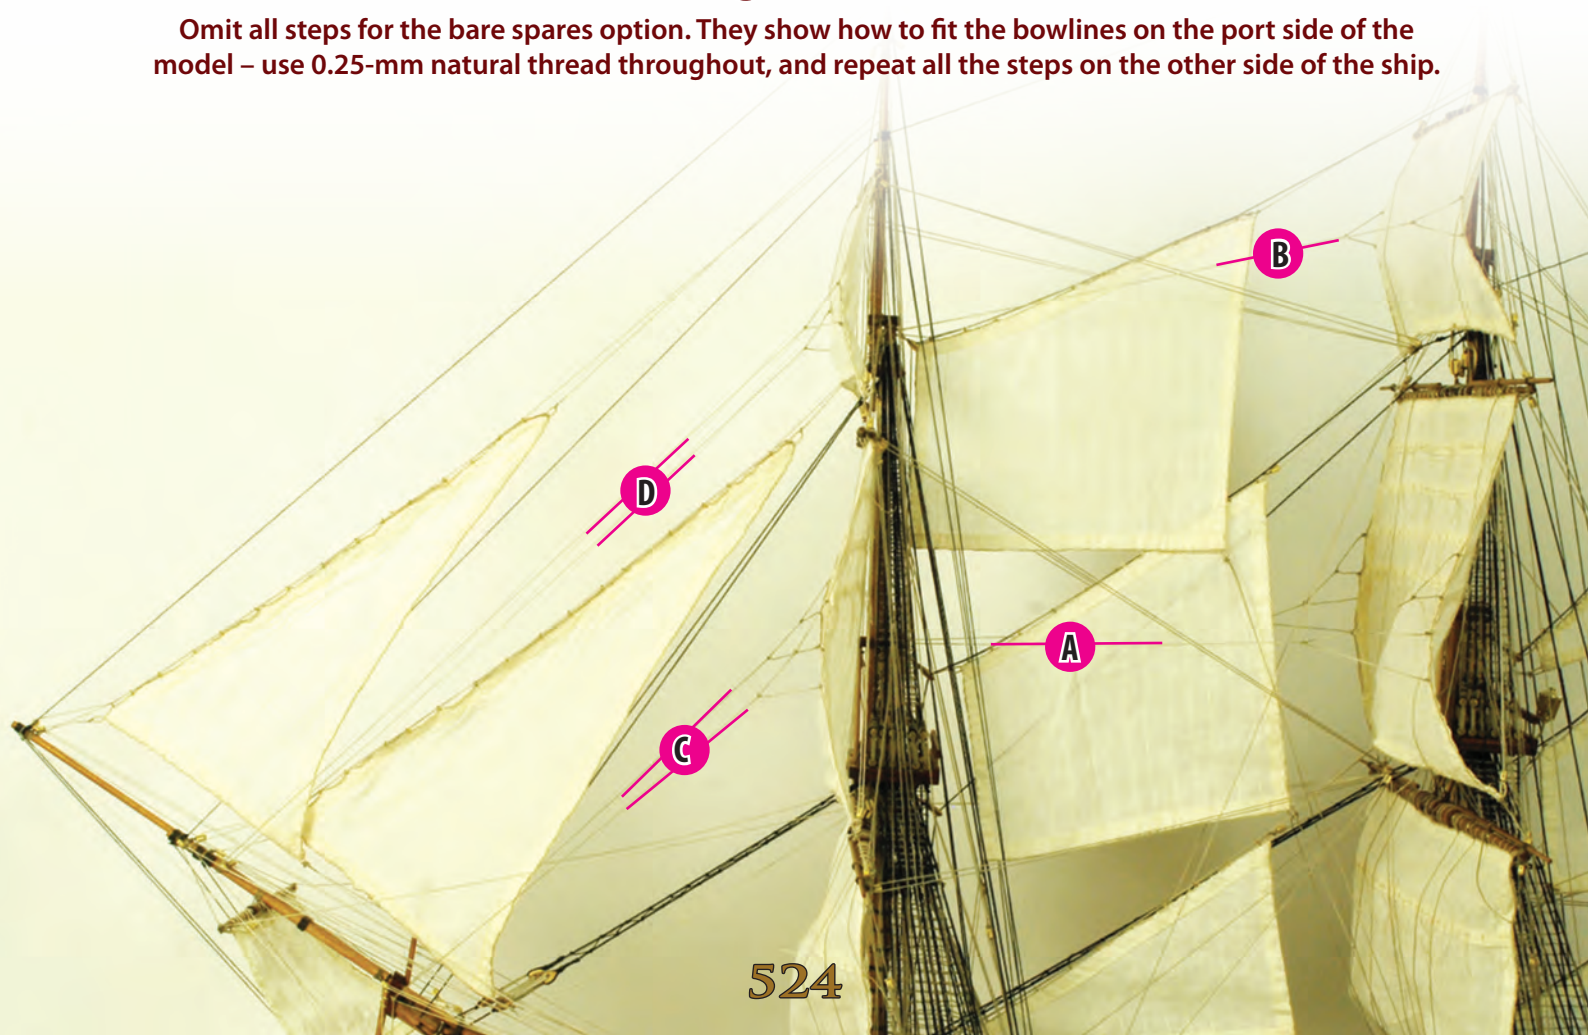 Omit all steps for the bare spares option. They show how to fit the bowlines on the port side of the
model – use 0.25-mm natural thread throughout, and repeat all the steps on the other side of the ship.
B
D
A
C
524